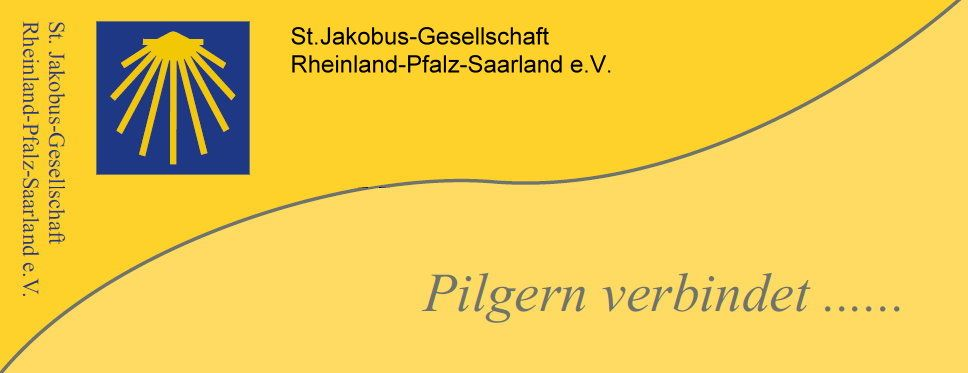 St. Jakobus-Gesellschaft
Rheinland-Pfalz-Saarland e.V.
St.Jakobus-Gesellschaft
Rheinland-Pfalz-Saarland e.V.
Pilgern verbindet ......